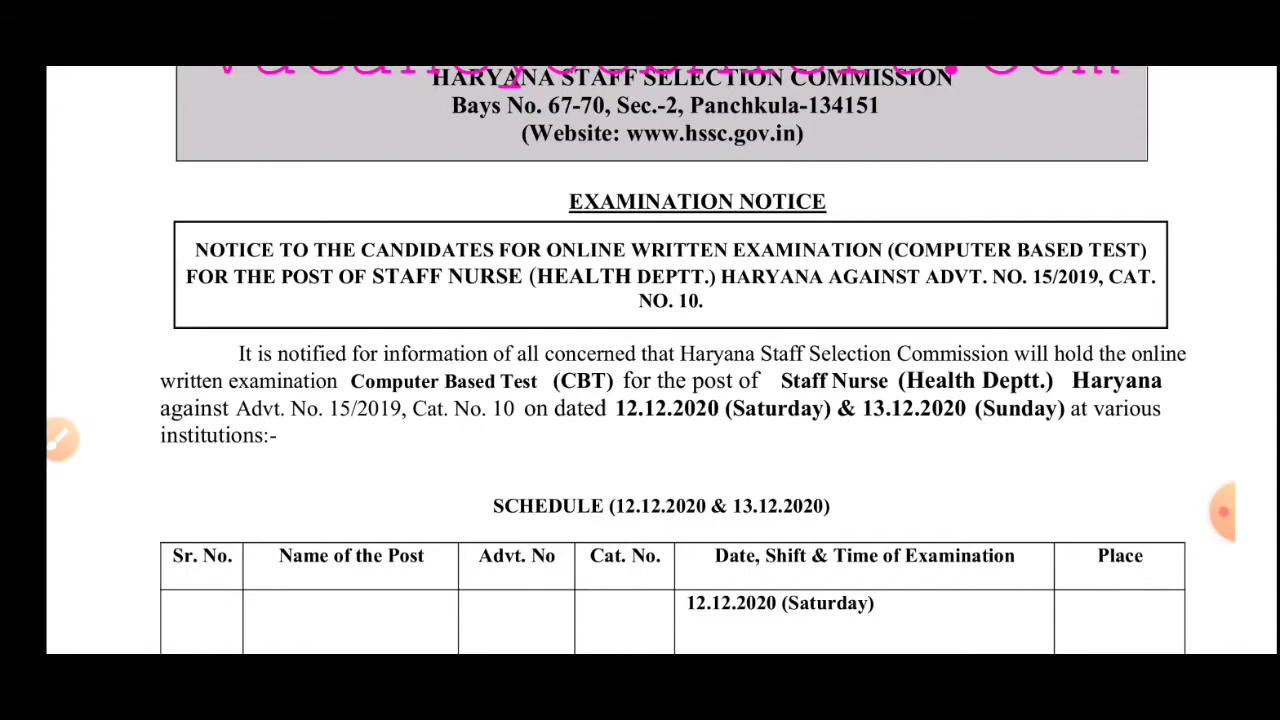 HARYANA STAFF SELECTION COMMISSION
Bays No. 67-70, Sec.-2, Panchkula-134151
(Website: www.hssc.gov.in)
EXAMINATION NOTICE
NOTICE TO THE CANDIDATES FOR ONLINE WRITTEN EXAMINATION (COMPUTER BASED TEST)
FOR THE POST OF STAFF NURSE (HEALTH DEPTT.) HARYANA AGAINST ADVT. NO. 15/2019, CAT.
NO. 10.
It is notified for information of all concerned that Haryana Staff Selection Commission will hold the online
written examination Computer Based Test (CBT) for the post of Staff Nurse (Health Deptt.) Haryana
against Advt. No. 15/2019, Cat. No. 10 on dated 12.12.2020 (Saturday) & 13.12.2020 (Sunday) at various
institutions:-
SCHEDULE (12.12.2020 & 13.12.2020)
Sr. No. Name of the Post Advt. No Cat. No. Date, Shift & Time of Examination Place
12.12.2020 (Saturday)